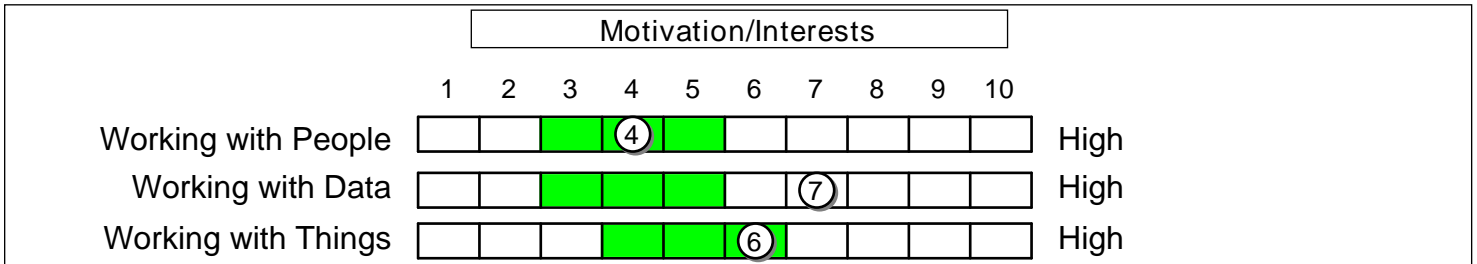 Motivation/Interests
1 2 3 4 5 6 7 8 9 10
Working with People 4 High
Working with Data 7 High
Working with Things 6 High